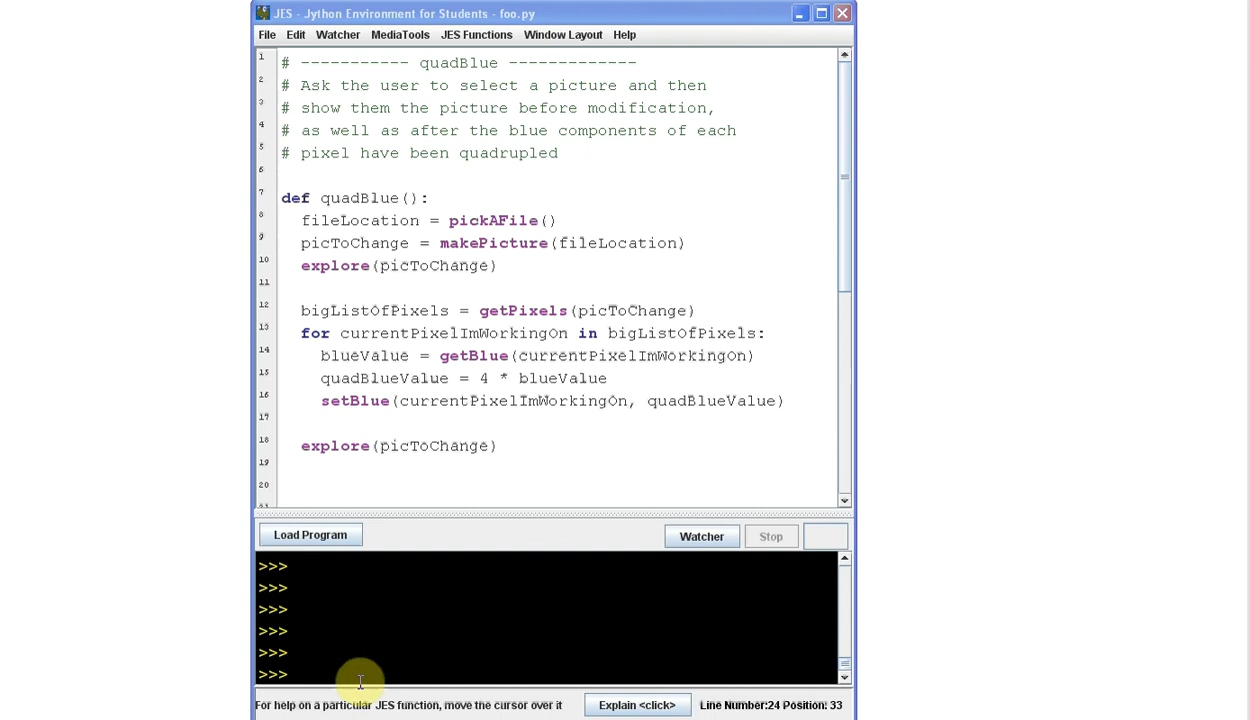 JES - Jython Environment for Students - foo.py
File Edit Watcher MediaTools JES Functions Window Layout Help
1 # ----------- quadBlue -------------
2 # Ask the user to select a picture and then
3 # show them the picture before modification,
4 # as well as after the blue components of each
5 # pixel have been quadrupled
6
7 def quadBlue():
8 fileLocation = pickAFile()
9 picToChange = makePicture(fileLocation)
10 explore(picToChange)
11
12 bigListOfPixels = getPixels(picToChange)
13 for currentPixelImWorkingOn in bigListOfPixels:
14 blueValue = getBlue(currentPixelImWorkingOn)
15 quadBlueValue = 4 * blueValue
16 setBlue(currentPixelImWorkingOn, quadBlueValue)
17
18 explore(picToChange)
19
20
21
Load Program Watcher Stop
>>>
>>>
>>>
>>>
>>>
>>>
For help on a particular JES function, move the cursor over it Explain <click> Line Number:24 Position: 33